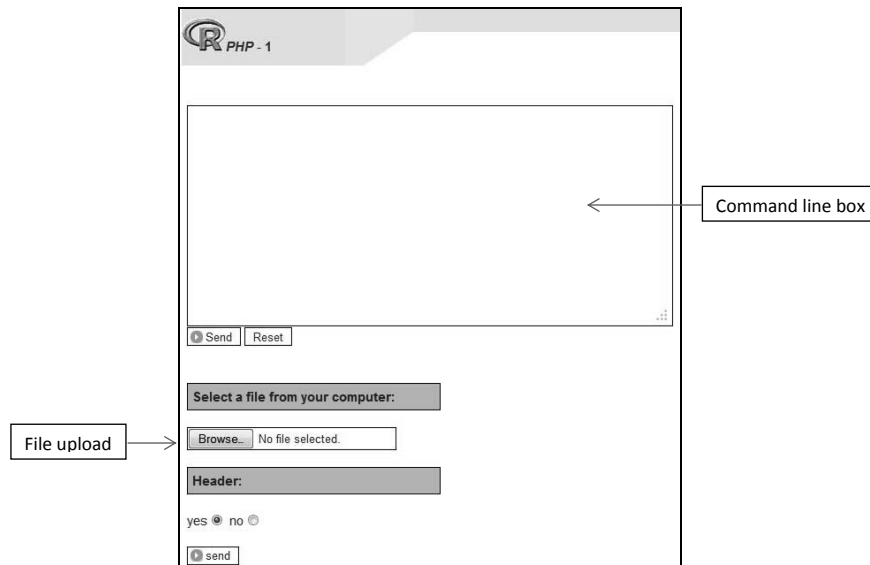 R PHP - 1
Command line box
Send Reset
Select a file from your computer:
File upload
Browse.. No file selected.
Header:
yes no
send